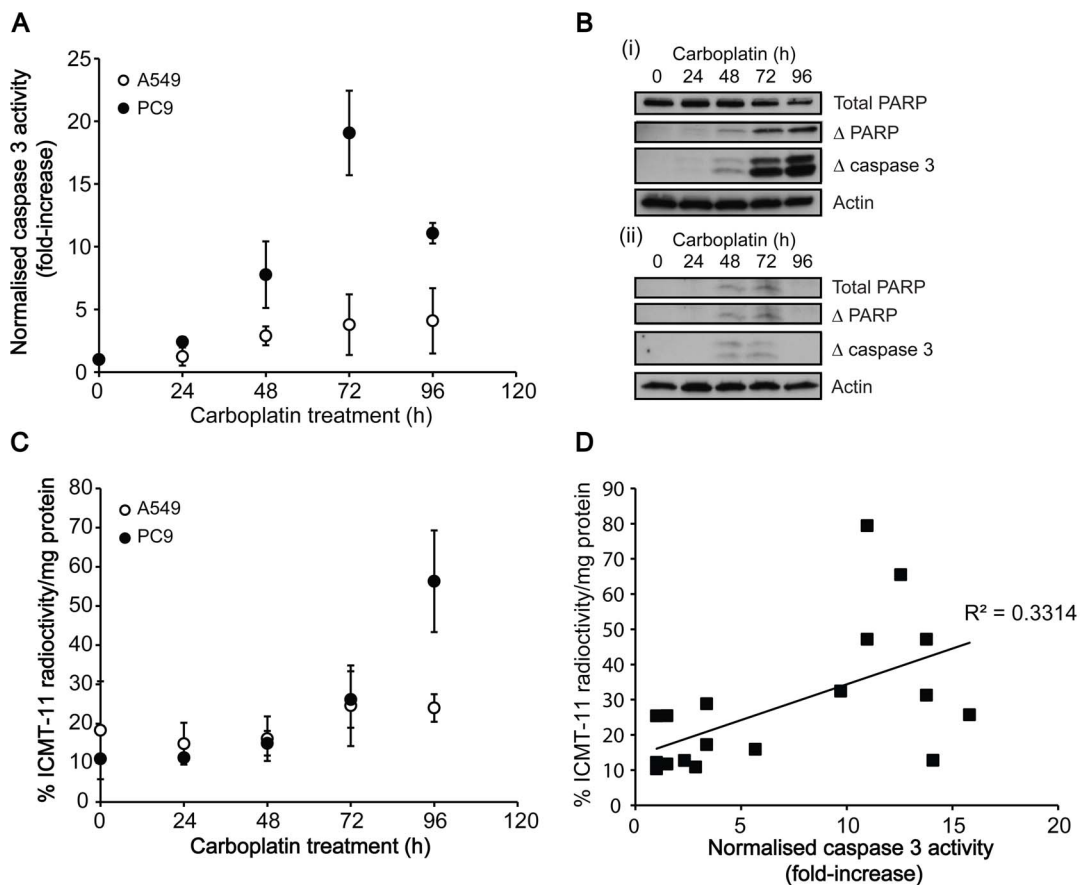 A
Normalised caspase 3 activity
(fold-increase)
25
20
15
10
5
0
A549
PC9
0 24 48 72 96 120
Carboplatin treatment (h)
B
(i)
Carboplatin (h)
0 24 48 72 96
Total PARP
Δ PARP
Δ caspase 3
Actin
(ii)
Carboplatin (h)
0 24 48 72 96
Total PARP
Δ PARP
Δ caspase 3
Actin
C
% ICMT-11 radioctivity/mg protein
80
70
60
50
40
30
20
10
0
A549
PC9
0 24 48 72 96 120
Carboplatin treatment (h)
D
% ICMT-11 radioctivity/mg protein
90
80
70
60
50
40
30
20
10
0
R² = 0.3314
0 5 10 15 20
Normalised caspase 3 activity
(fold-increase)